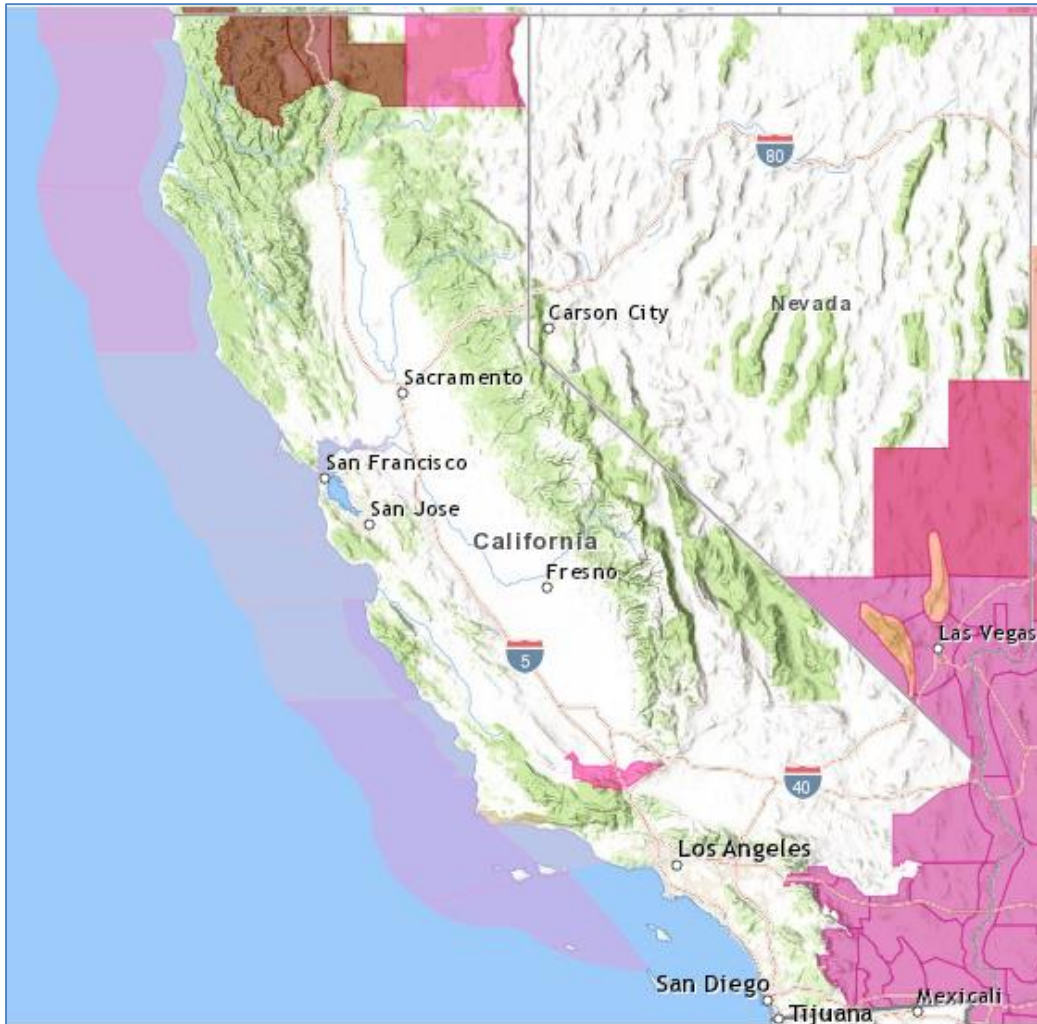 80
Carson City
Nevada
Sacramento
San Francisco
San Jose
California
Fresno
Las Vegas
5
40
Los Angeles
San Diego
Mexicali
Tijuana